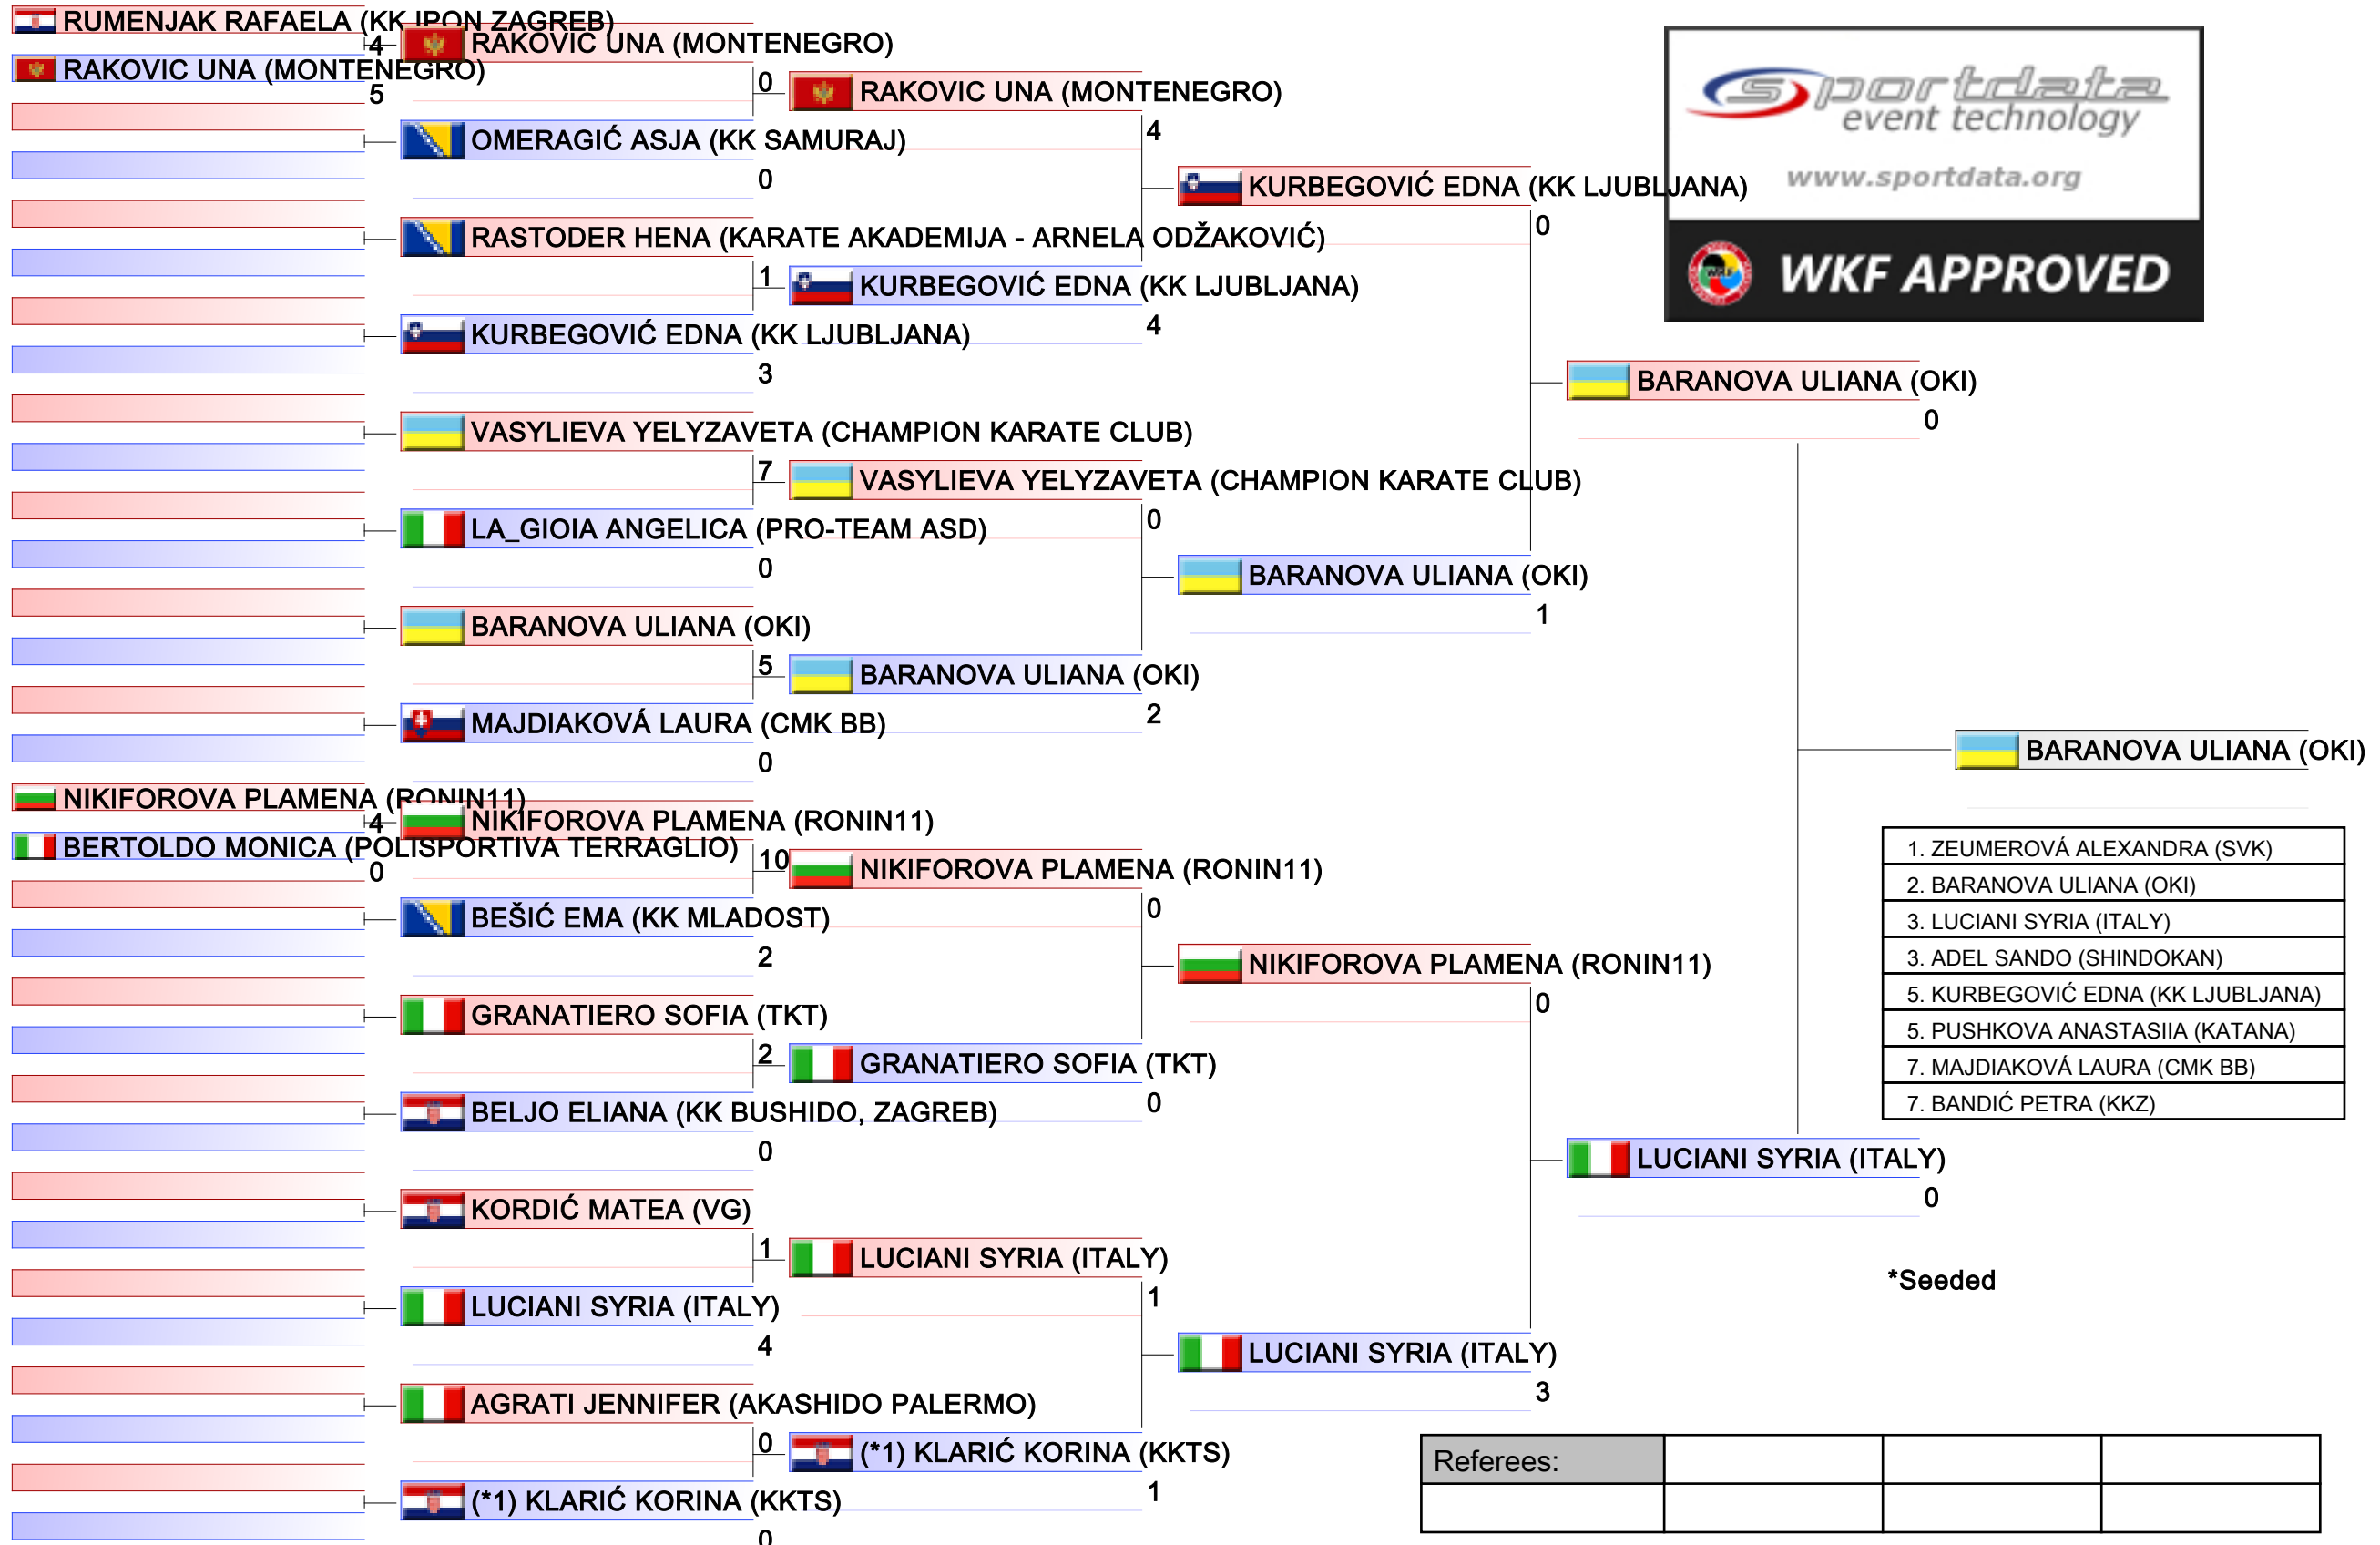 RUMENJAK RAFAELA (KK IPON ZAGREB)
4
RAKOVIC UNA (MONTENEGRO)
5
RAKOVIC UNA (MONTENEGRO)
0
OMERAGIĆ ASJA (KK SAMURAJ)
0
RASTODER HENA (KARATE AKADEMIJA - ARNELA ODŽAKOVIĆ)
1
KURBEGOVIĆ EDNA (KK LJUBLJANA)
3
VASYLIEVA YELYZAVETA (CHAMPION KARATE CLUB)
7
LA_GIOIA ANGELICA (PRO-TEAM ASD)
0
BARANOVA ULIANA (OKI)
5
MAJDIAKOVÁ LAURA (CMK BB)
0
NIKIFOROVA PLAMENA (RONIN11)
4
BERTOLDO MONICA (POLISPORTIVA TERRAGLIO)
0
NIKIFOROVA PLAMENA (RONIN11)
10
BEŠIĆ EMA (KK MLADOST)
2
GRANATIERO SOFIA (TKT)
2
BELJO ELIANA (KK BUSHIDO, ZAGREB)
0
KORDIĆ MATEA (VG)
1
LUCIANI SYRIA (ITALY)
4
AGRATI JENNIFER (AKASHIDO PALERMO)
0
(*1) KLARIĆ KORINA (KKTS)
0
RAKOVIC UNA (MONTENEGRO)
4
KURBEGOVIĆ EDNA (KK LJUBLJANA)
4
VASYLIEVA YELYZAVETA (CHAMPION KARATE CLUB)
0
BARANOVA ULIANA (OKI)
2
NIKIFOROVA PLAMENA (RONIN11)
0
GRANATIERO SOFIA (TKT)
0
LUCIANI SYRIA (ITALY)
1
(*1) KLARIĆ KORINA (KKTS)
1
KURBEGOVIĆ EDNA (KK LJUBLJANA)
0
BARANOVA ULIANA (OKI)
1
NIKIFOROVA PLAMENA (RONIN11)
0
LUCIANI SYRIA (ITALY)
3
BARANOVA ULIANA (OKI)
0
LUCIANI SYRIA (ITALY)
0
BARANOVA ULIANA (OKI)
sportdata
event technology
www.sportdata.org
WKF
WKF APPROVED
1. ZEUMEROVÁ ALEXANDRA (SVK)
2. BARANOVA ULIANA (OKI)
3. LUCIANI SYRIA (ITALY)
3. ADEL SANDO (SHINDOKAN)
5. KURBEGOVIĆ EDNA (KK LJUBLJANA)
5. PUSHKOVA ANASTASIIA (KATANA)
7. MAJDIAKOVÁ LAURA (CMK BB)
7. BANDIĆ PETRA (KKZ)
*Seeded
Referees: